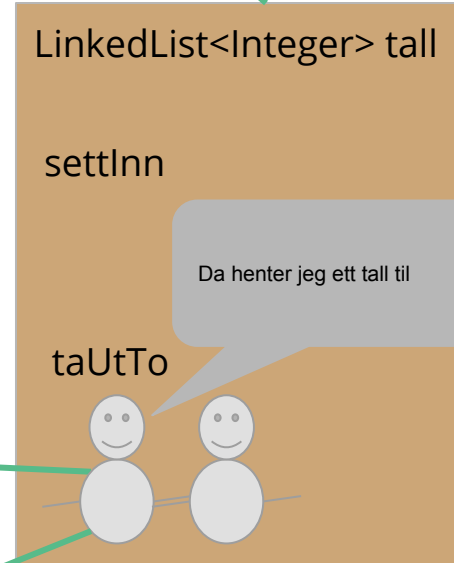 LinkedList<Integer> tall
settInn
Da henter jeg ett tall til
taUtTo